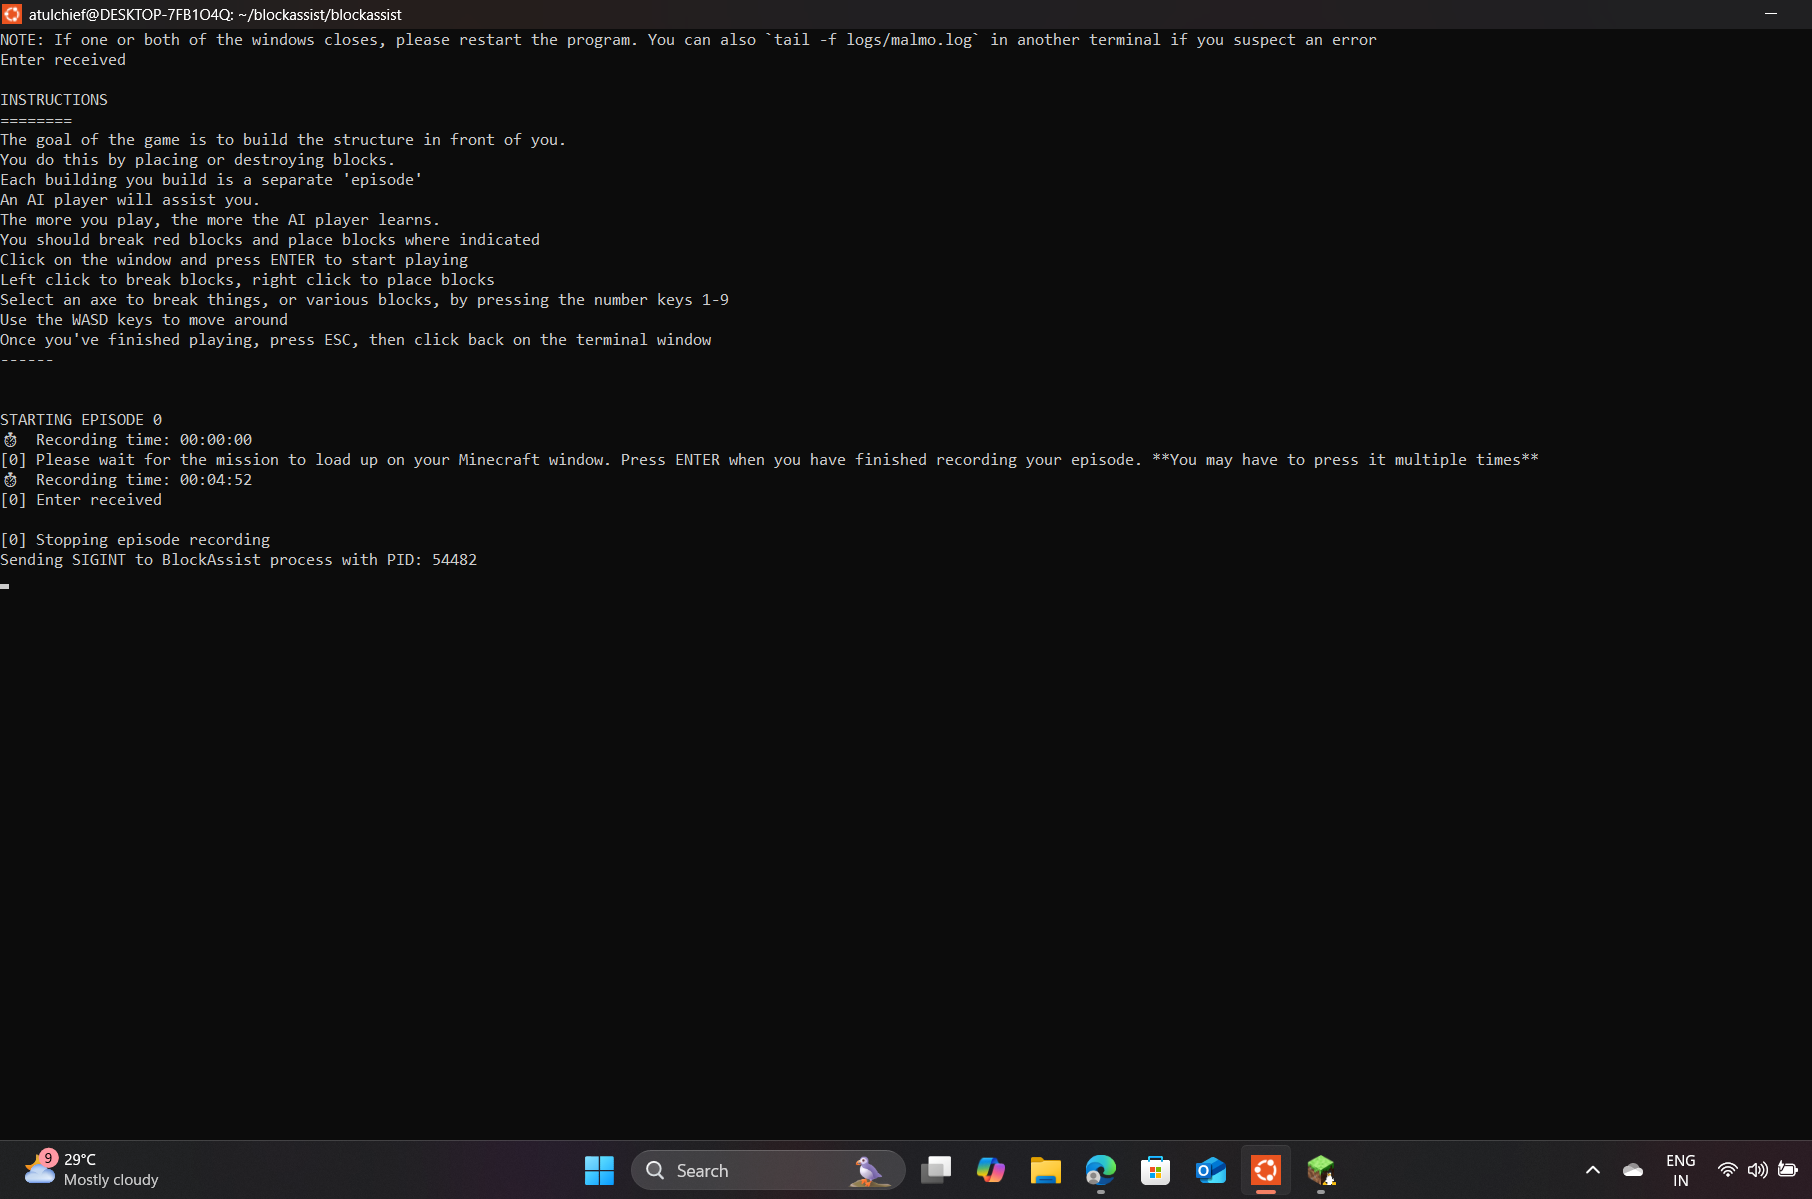 atulchief@DESKTOP-7FB1O4Q: ~/blockassist/blockassist
NOTE: If one or both of the windows closes, please restart the program. You can also `tail -f logs/malmo.log` in another terminal if you suspect an error
Enter received
INSTRUCTIONS
========
The goal of the game is to build the structure in front of you.
You do this by placing or destroying blocks.
Each building you build is a separate 'episode'
An AI player will assist you.
The more you play, the more the AI player learns.
You should break red blocks and place blocks where indicated
Click on the window and press ENTER to start playing
Left click to break blocks, right click to place blocks
Select an axe to break things, or various blocks, by pressing the number keys 1-9
Use the WASD keys to move around
Once you've finished playing, press ESC, then click back on the terminal window
------
STARTING EPISODE 0
⏱ Recording time: 00:00:00
[0] Please wait for the mission to load up on your Minecraft window. Press ENTER when you have finished recording your episode. **You may have to press it multiple times**
⏱ Recording time: 00:04:52
[0] Enter received
[0] Stopping episode recording
Sending SIGINT to BlockAssist process with PID: 54482
9
29°C
Mostly cloudy
Search
ENG
IN